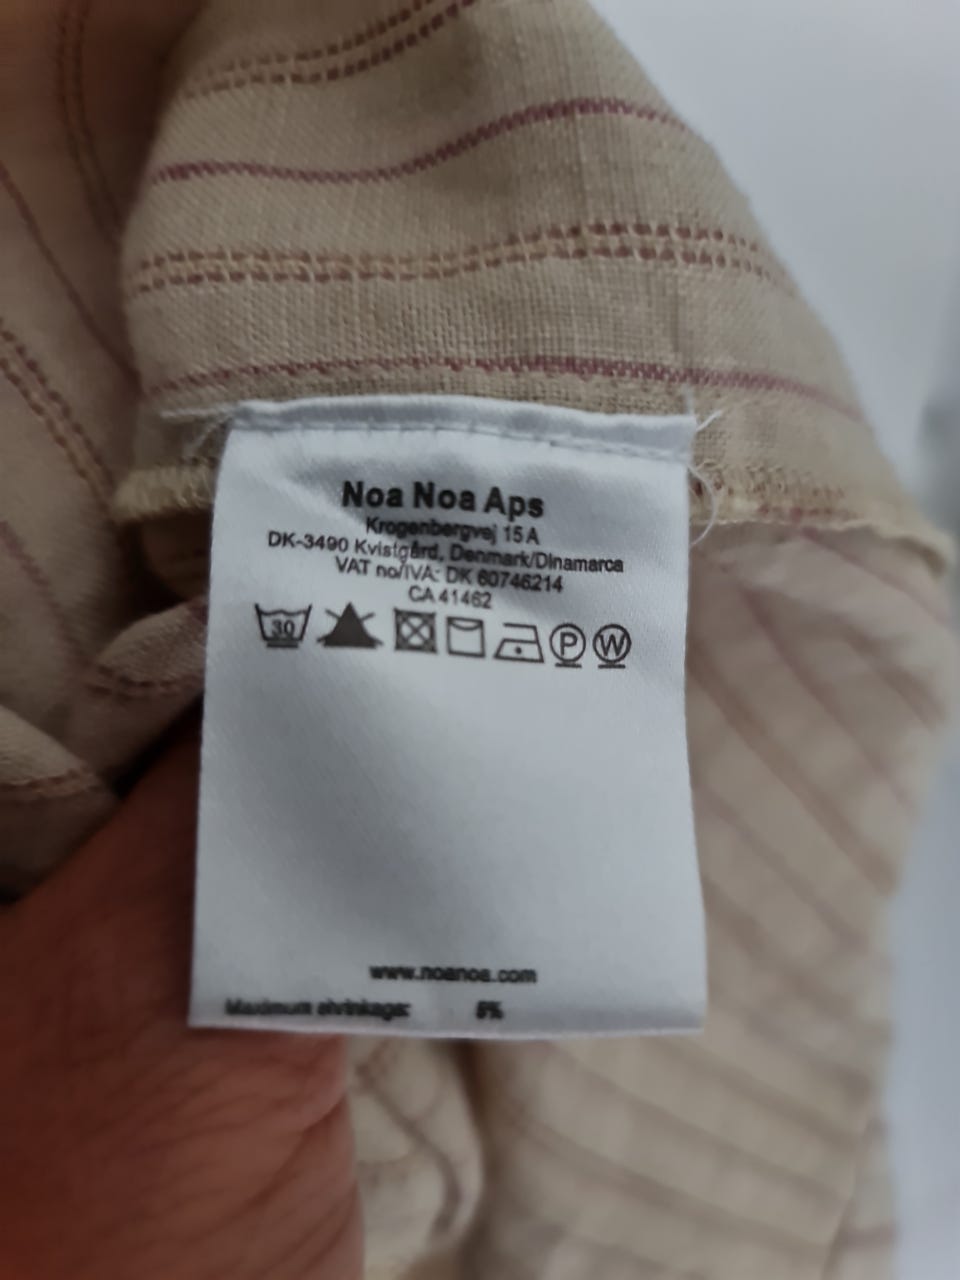 Noa Noa Aps
Krogenbergvej 15 A
DK-3490 Kvistgård, Denmark/Dinamarca
VAT no/IVA: DK 60746214
CA 41462
30
P W
www.noanoa.com
Maximum shrinkage: 5%